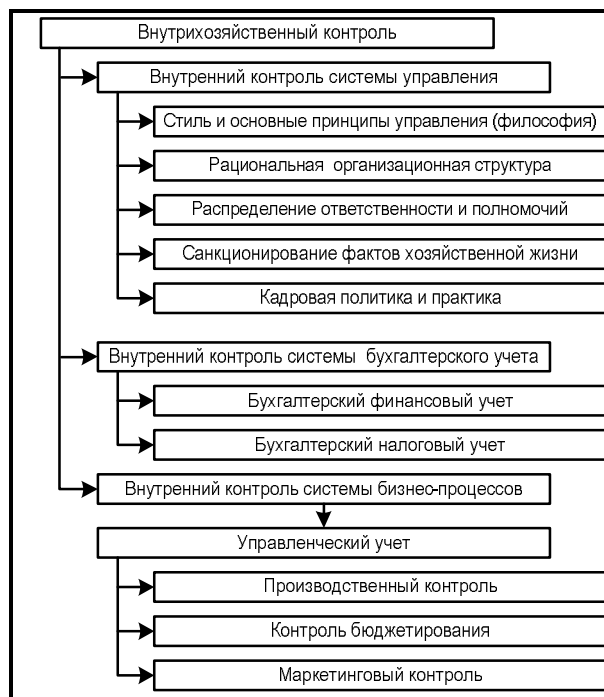 Внутрихозяйственный контроль
Внутренний контроль системы управления
Стиль и основные принципы управления (философия)
Рациональная организационная структура
Распределение ответственности и полномочий
Санкционирование фактов хозяйственной жизни
Кадровая политика и практика
Внутренний контроль системы бухгалтерского учета
Бухгалтерский финансовый учет
Бухгалтерский налоговый учет
Внутренний контроль системы бизнес-процессов
Управленческий учет
Производственный контроль
Контроль бюджетирования
Маркетинговый контроль